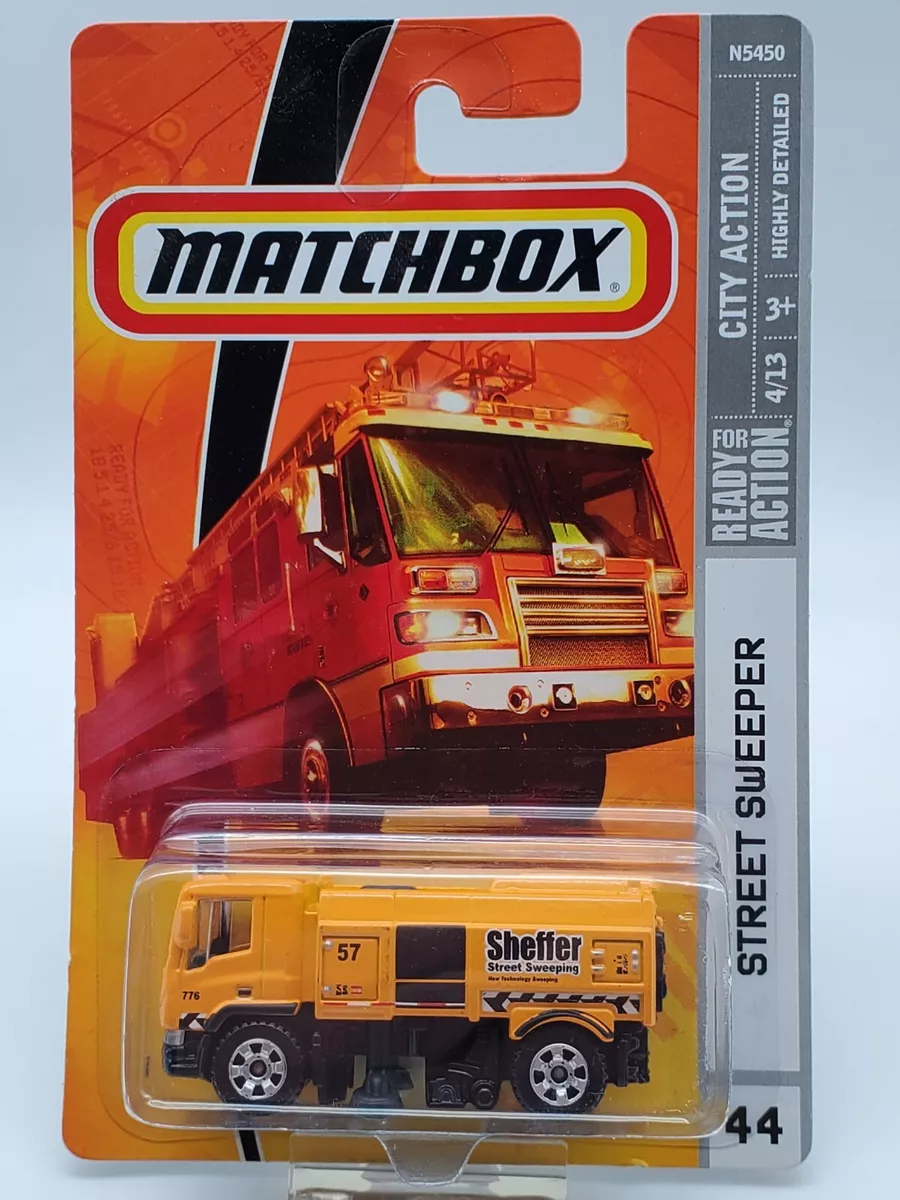 N5450
MATCHBOX®
CITY ACTION
HIGHLY DETAILED
3+
4/13
READY FOR
ACTION®
STREET SWEEPER
44
57
Sheffer
Street Sweeping
New Technology Sweeping
776